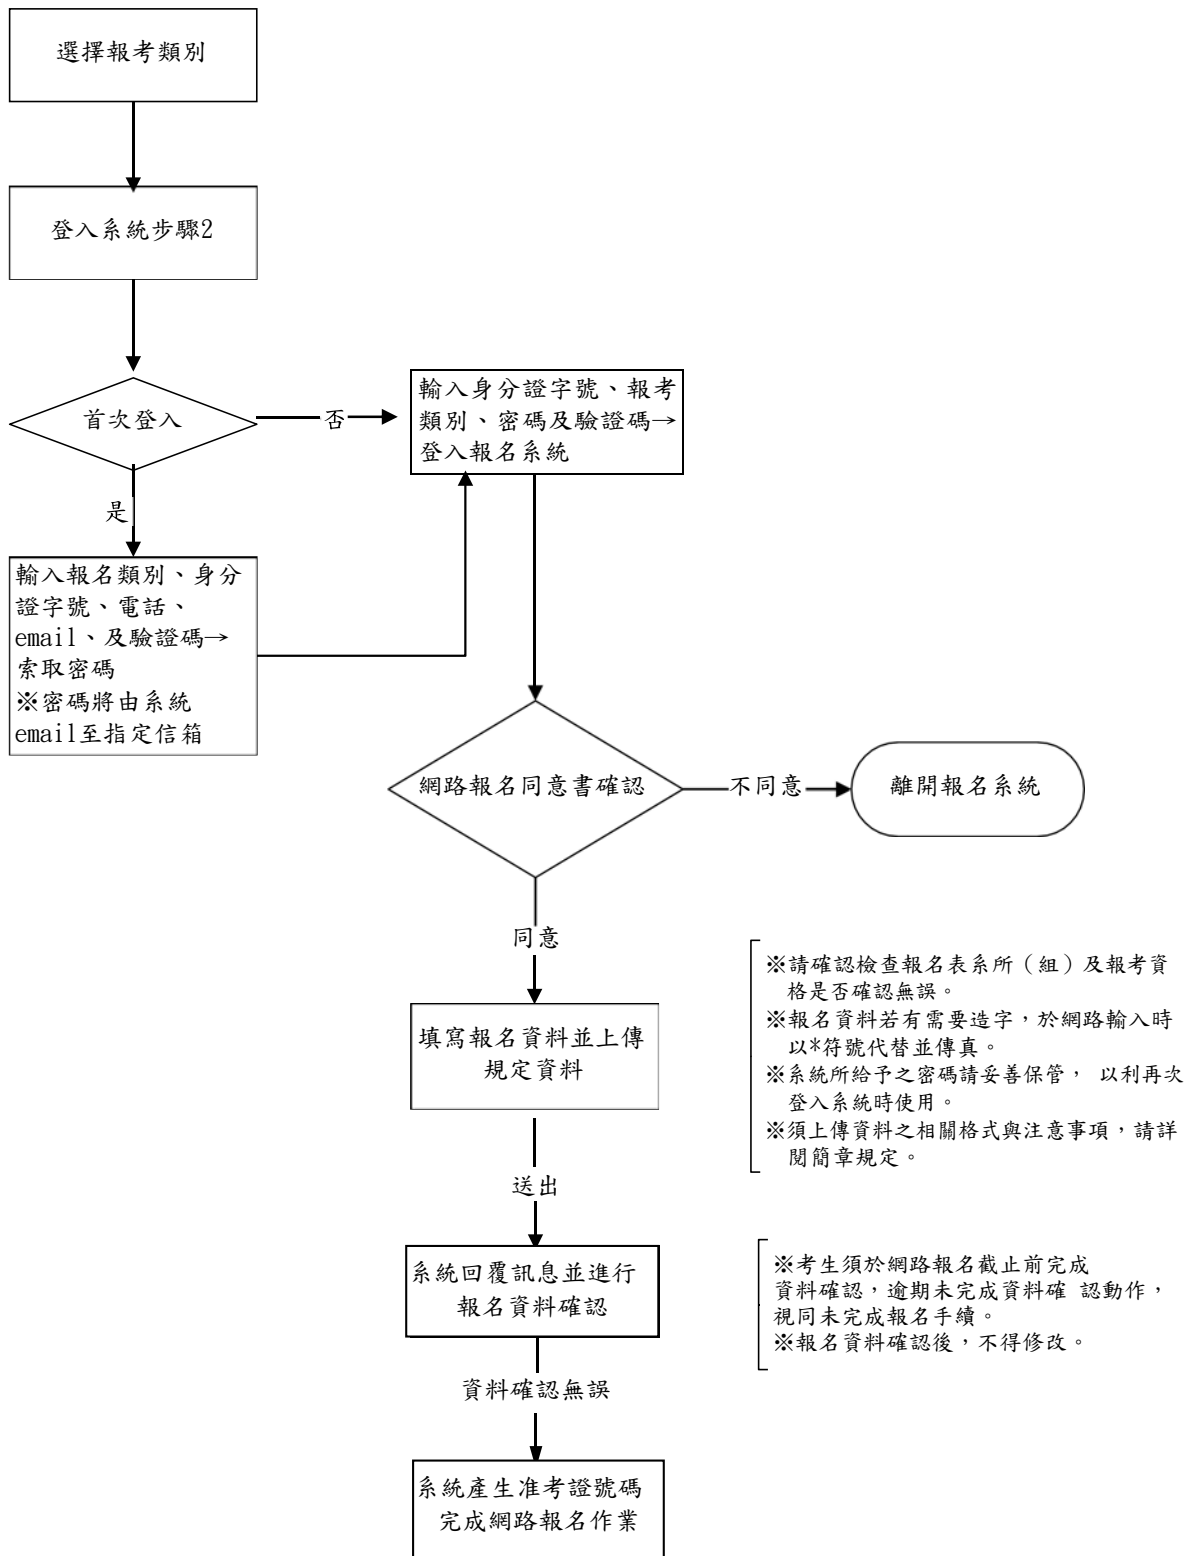 選擇報考類別
登入系統步驟2
首次登入
否
輸入身分證字號、報考
類別、密碼及驗證碼→
登入報名系統
是
輸入報名類別、身分
證字號、電話、
email、及驗證碼→
索取密碼
※密碼將由系統
email至指定信箱
網路報名同意書確認
不同意
離開報名系統
同意
填寫報名資料並上傳
規定資料
※請確認檢查報名表系所（組）及報考資
格是否確認無誤。
※報名資料若有需要造字，於網路輸入時
以*符號代替並傳真。
※系統所給予之密碼請妥善保管， 以利再次
登入系統時使用。
※須上傳資料之相關格式與注意事項，請詳
閱簡章規定。
送出
系統回覆訊息並進行
報名資料確認
※考生須於網路報名截止前完成
資料確認，逾期未完成資料確 認動作，
視同未完成報名手續。
※報名資料確認後，不得修改。
資料確認無誤
系統產生准考證號碼
完成網路報名作業